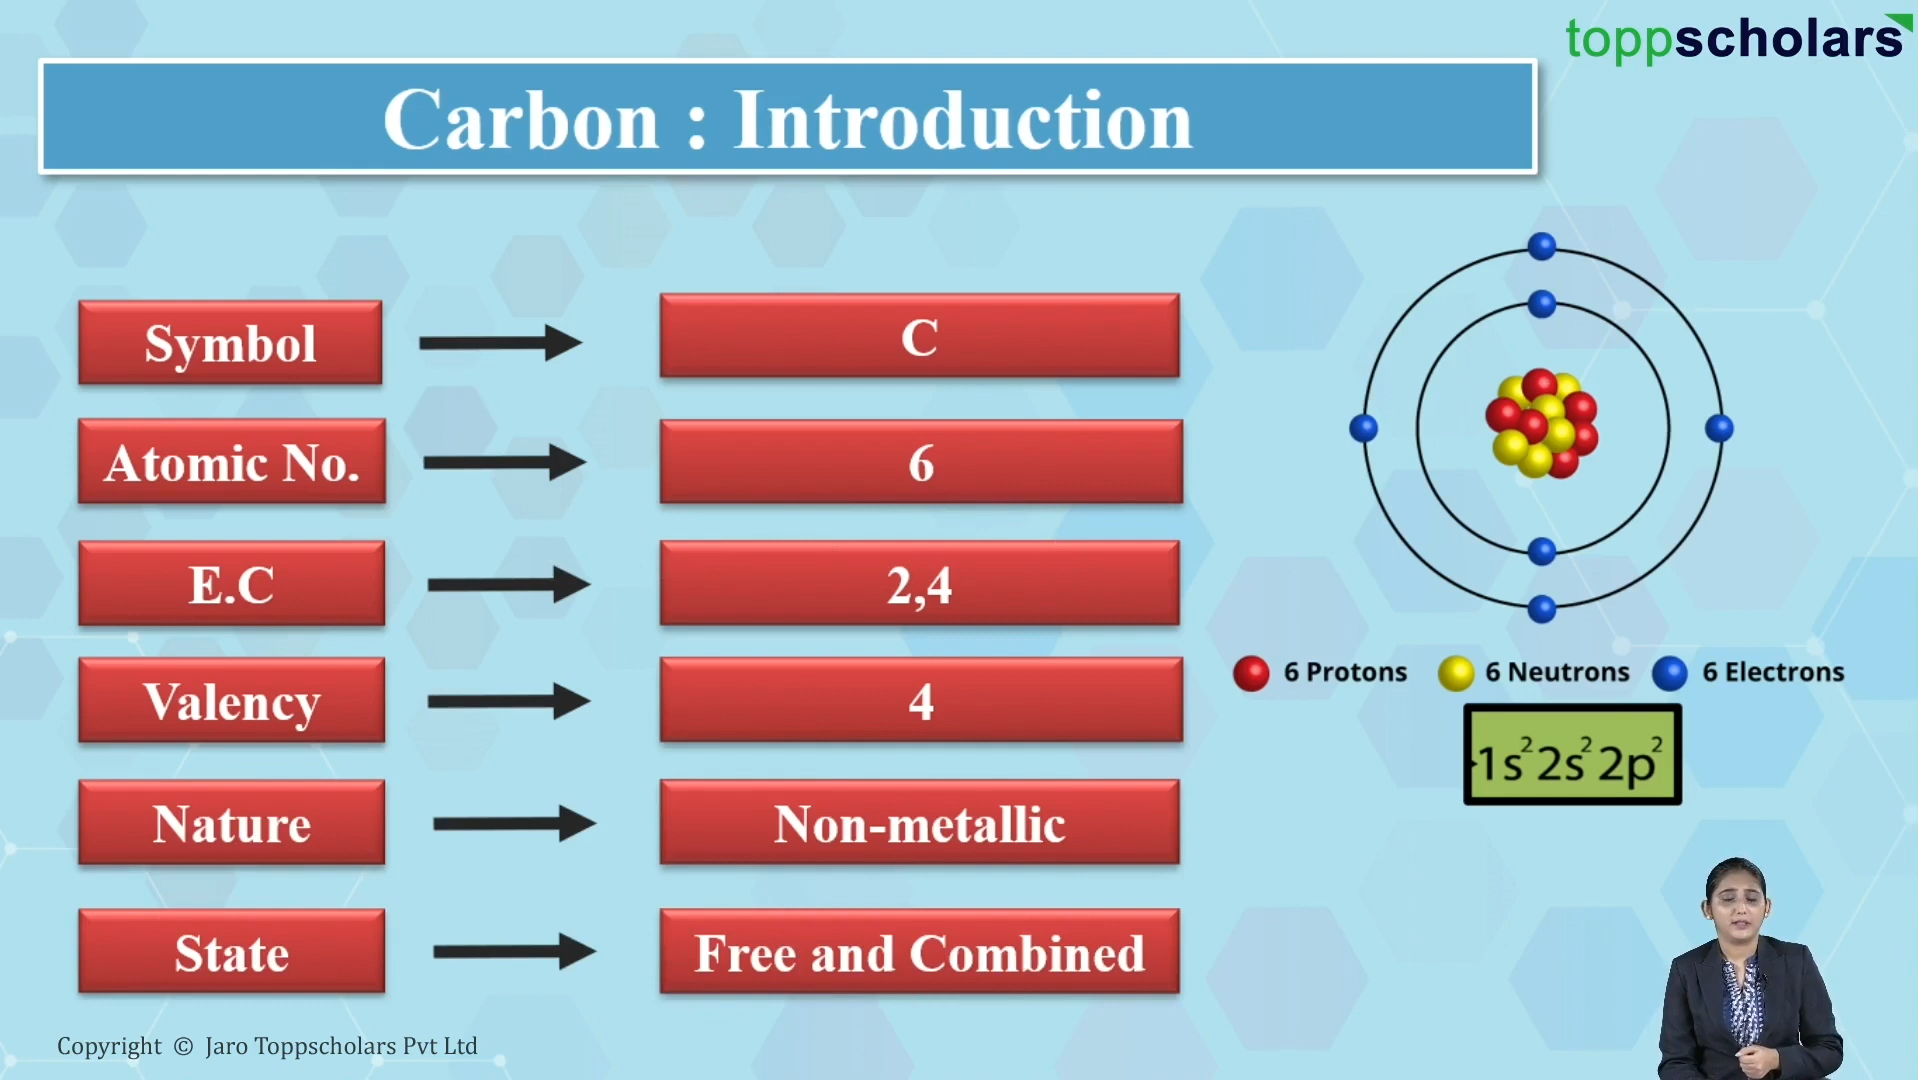 toppscholars
Carbon : Introduction
Symbol
C
Atomic No.
6
E.C
2,4
Valency
4
Nature
Non-metallic
State
Free and Combined
6 Protons
6 Neutrons
6 Electrons
1s² 2s² 2p²
Copyright © Jaro Toppscholars Pvt Ltd